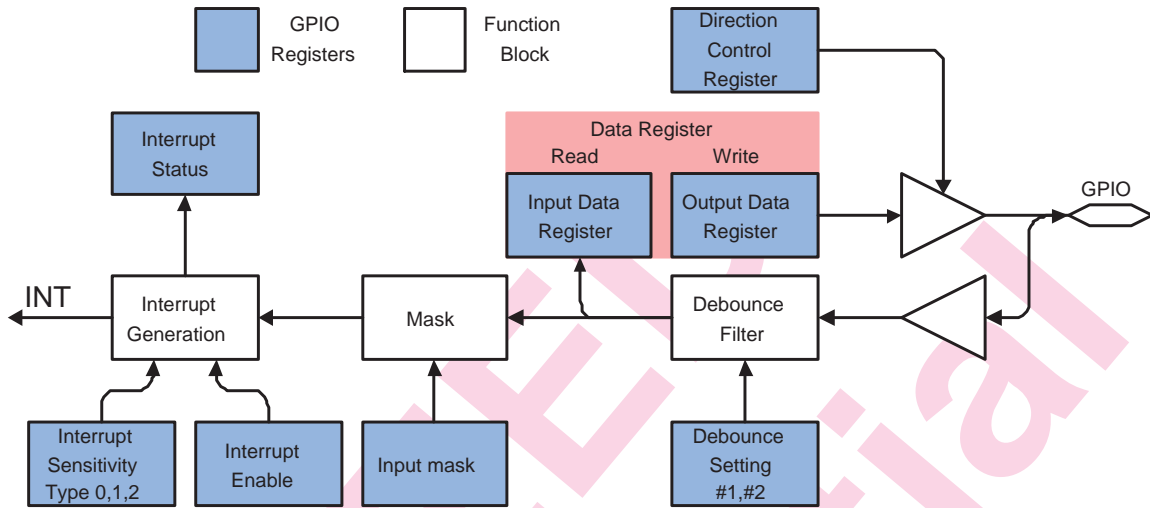 GPIO
Registers
Function
Block
Direction
Control
Register
Interrupt
Status
Data Register
Read
Write
Input Data
Register
Output Data
Register
GPIO
INT
Interrupt
Generation
Mask
Debounce
Filter
Interrupt
Sensitivity
Type 0,1,2
Interrupt
Enable
Input mask
Debounce
Setting
#1,#2